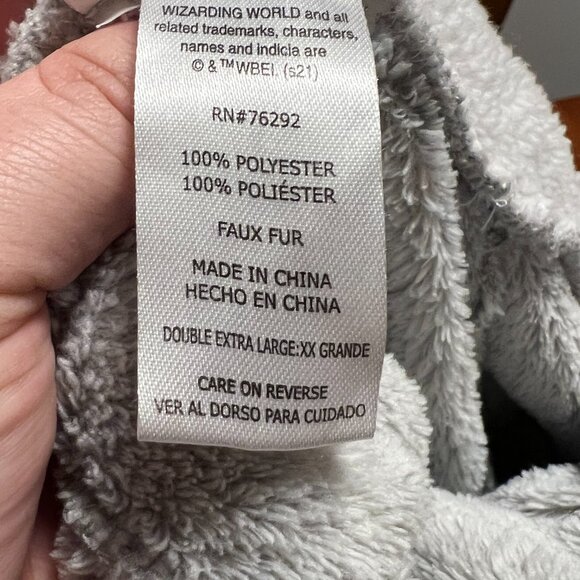 WIZARDING WORLD and all
related trademarks, characters,
names and indicia are
© &™WBEI. (s21)
RN#76292
100% POLYESTER
100% POLIÉSTER
FAUX FUR
MADE IN CHINA
HECHO EN CHINA
DOUBLE EXTRA LARGE:XX GRANDE
CARE ON REVERSE
VER AL DORSO PARA CUIDADO